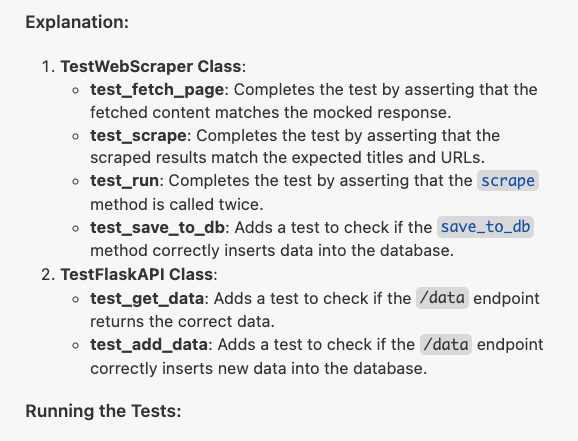 Explanation:
1. TestWebScraper Class:
◦ test_fetch_page: Completes the test by asserting that the
fetched content matches the mocked response.
◦ test_scrape: Completes the test by asserting that the
scraped results match the expected titles and URLs.
◦ test_run: Completes the test by asserting that the scrape
method is called twice.
◦ test_save_to_db: Adds a test to check if the save_to_db
method correctly inserts data into the database.
2. TestFlaskAPI Class:
◦ test_get_data: Adds a test to check if the /data endpoint
returns the correct data.
◦ test_add_data: Adds a test to check if the /data endpoint
correctly inserts new data into the database.
Running the Tests: